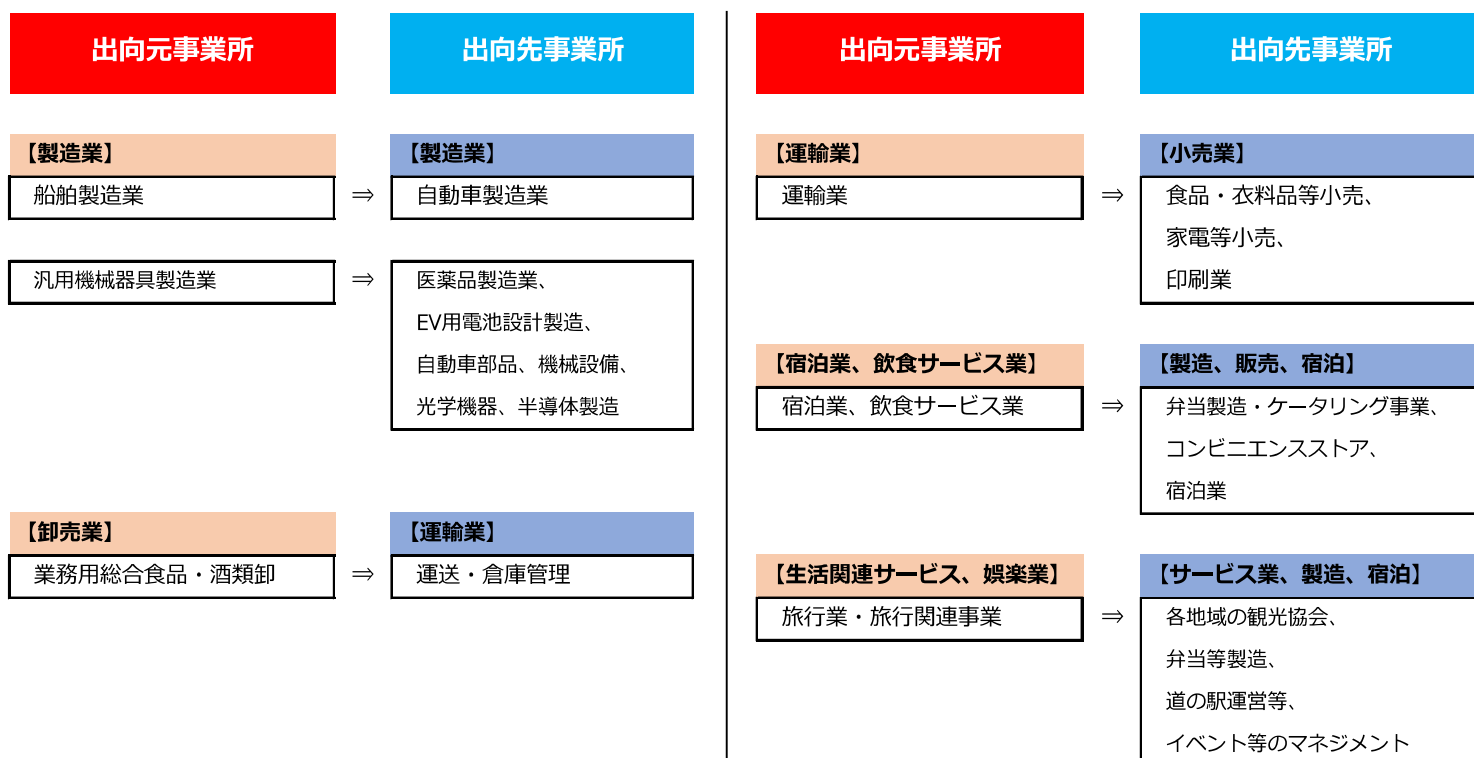 出向元事業所
出向先事業所
【製造業】
【製造業】
船舶製造業
⇒
自動車製造業
汎用機械器具製造業
⇒
医薬品製造業、
EV用電池設計製造、
自動車部品、機械設備、
光学機器、半導体製造
【卸売業】
【運輸業】
業務用総合食品・酒類卸
⇒
運送・倉庫管理
出向元事業所
出向先事業所
【運輸業】
【小売業】
運輸業
⇒
食品・衣料品等小売、
家電等小売、
印刷業
【宿泊業、飲食サービス業】
【製造、販売、宿泊】
宿泊業、飲食サービス業
⇒
弁当製造・ケータリング事業、
コンビニエンスストア、
宿泊業
【生活関連サービス、娯楽業】
【サービス業、製造、宿泊】
旅行業・旅行関連事業
⇒
各地域の観光協会、
弁当等製造、
道の駅運営等、
イベント等のマネジメント